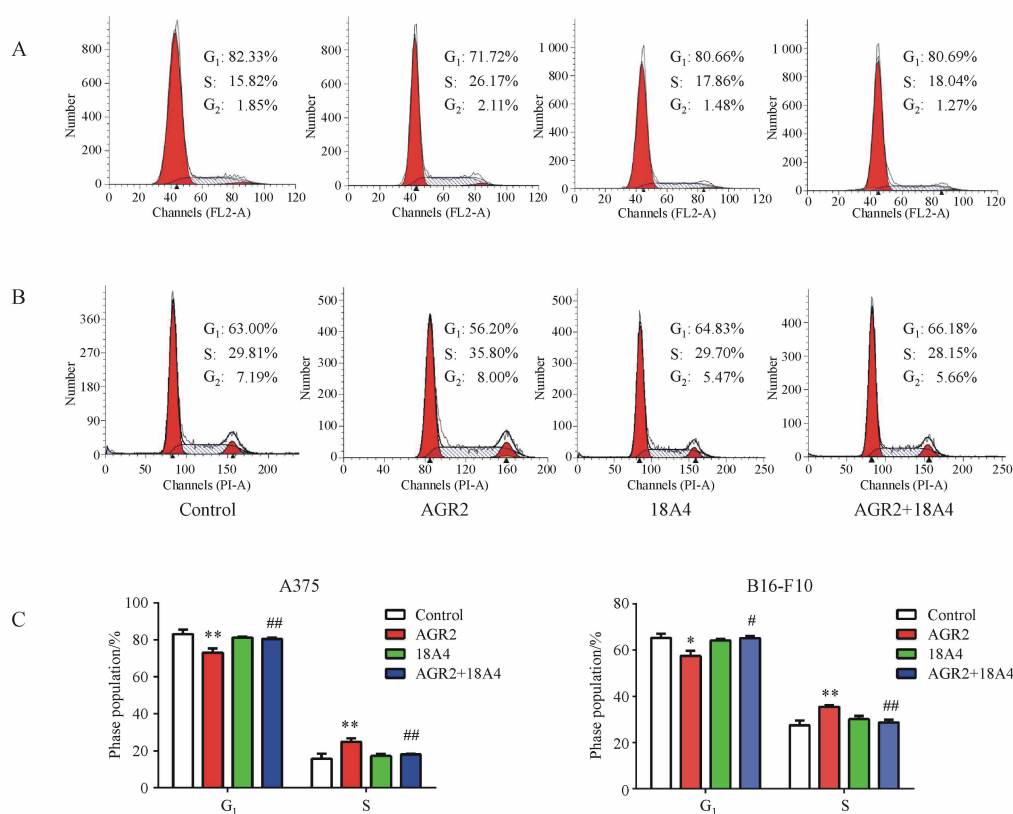 A
Number
800
600
400
200
0
G1: 82.33%
S: 15.82%
G2: 1.85%
0 20 40 60 80 100 120
Channels (FL2-A)
Number
800
600
400
200
0
G1: 71.72%
S: 26.17%
G2: 2.11%
0 20 40 60 80 100 120
Channels (FL2-A)
Number
1 000
800
600
400
200
0
G1: 80.66%
S: 17.86%
G2: 1.48%
0 20 40 60 80 100 120
Channels (FL2-A)
Number
1 000
800
600
400
200
0
G1: 80.69%
S: 18.04%
G2: 1.27%
0 20 40 60 80 100 120
Channels (FL2-A)
B
Number
360
270
180
90
0
G1: 63.00%
S: 29.81%
G2: 7.19%
0 50 100 150 200
Channels (PI-A)
Control
Number
500
400
300
200
100
0
G1: 56.20%
S: 35.80%
G2: 8.00%
0 40 80 120 160 200
Channels (PI-A)
AGR2
Number
500
400
300
200
100
0
G1: 64.83%
S: 29.70%
G2: 5.47%
0 50 100 150 200 250
Channels (PI-A)
18A4
Number
400
300
200
100
0
G1: 66.18%
S: 28.15%
G2: 5.66%
0 50 100 150 200 250
Channels (PI-A)
AGR2+18A4
C
A375
Phase population/%
100
80
60
40
20
0
**
##
**
##
Control
AGR2
18A4
AGR2+18A4
G1 S
B16-F10
Phase population/%
80
60
40
20
0
*
#
**
##
Control
AGR2
18A4
AGR2+18A4
G1 S